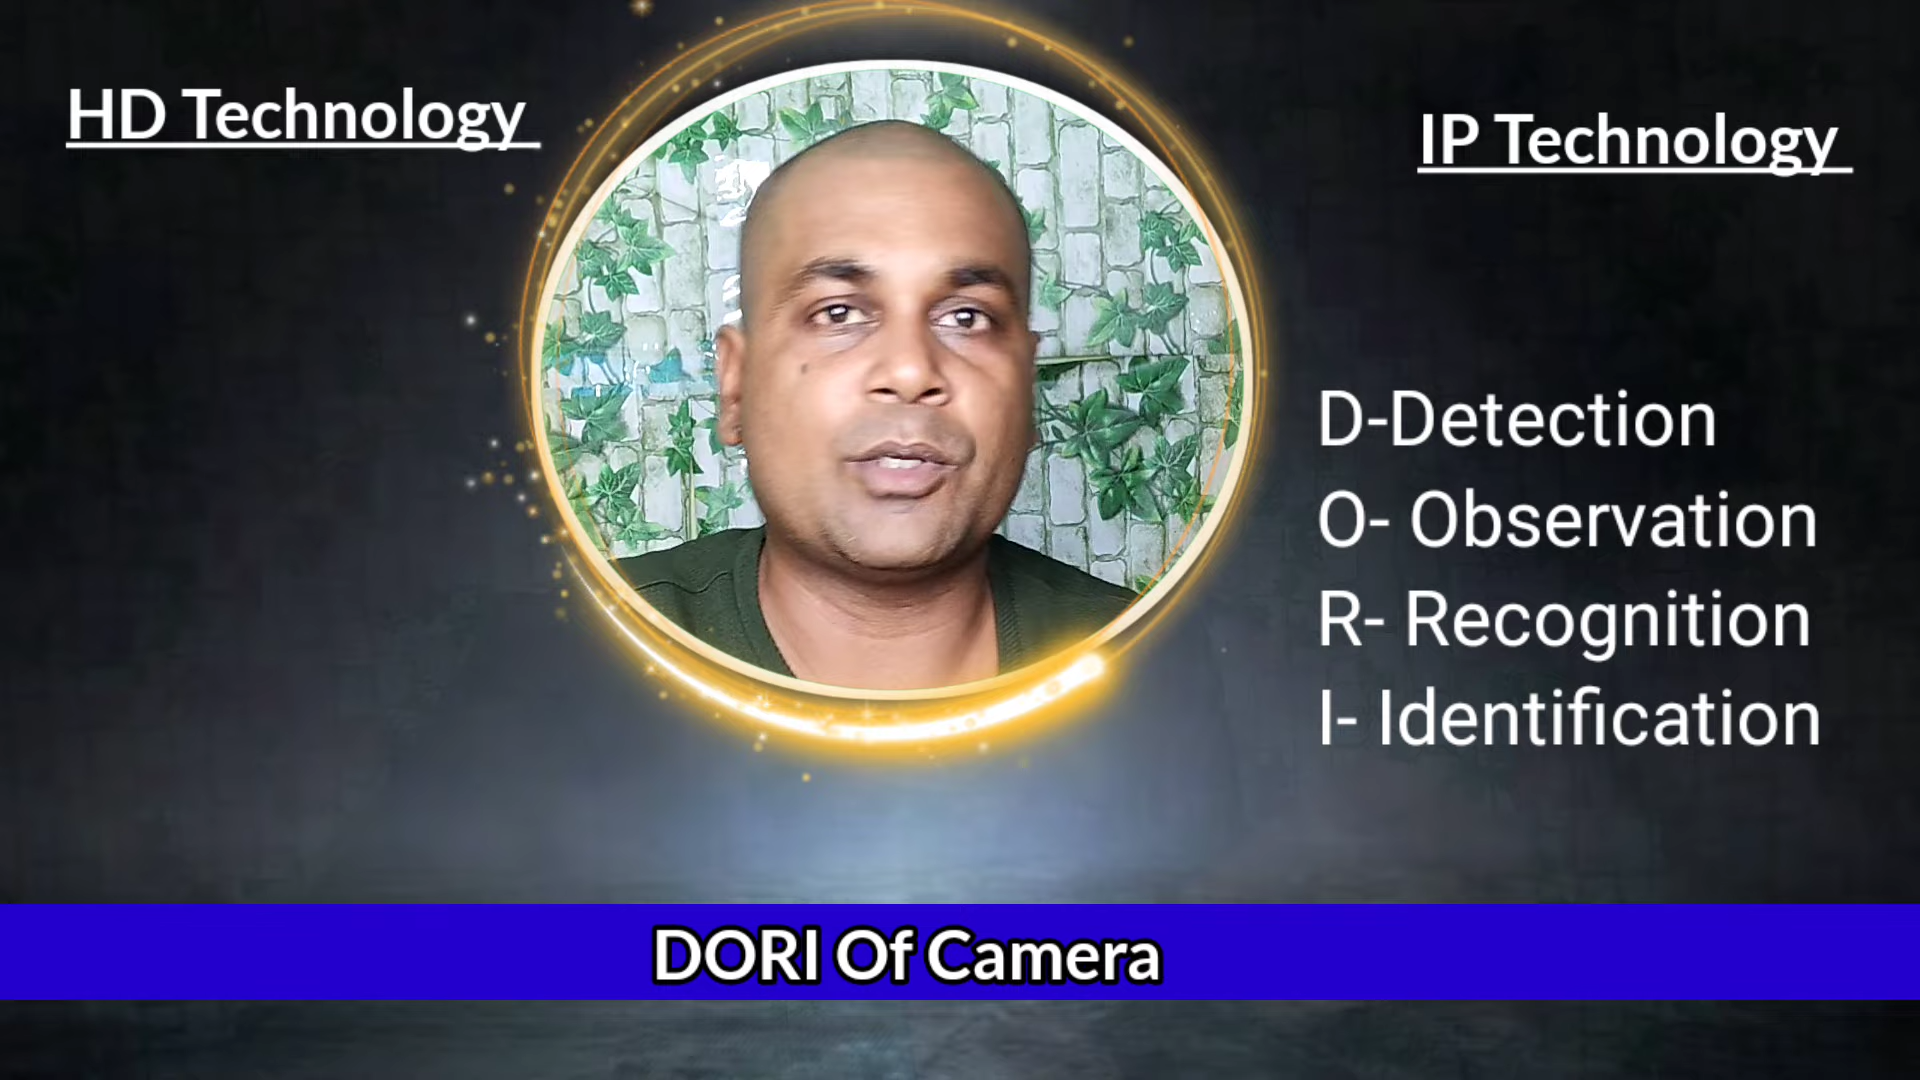 HD Technology
IP Technology
D-Detection
O- Observation
R- Recognition
I- Identification
DORI Of Camera